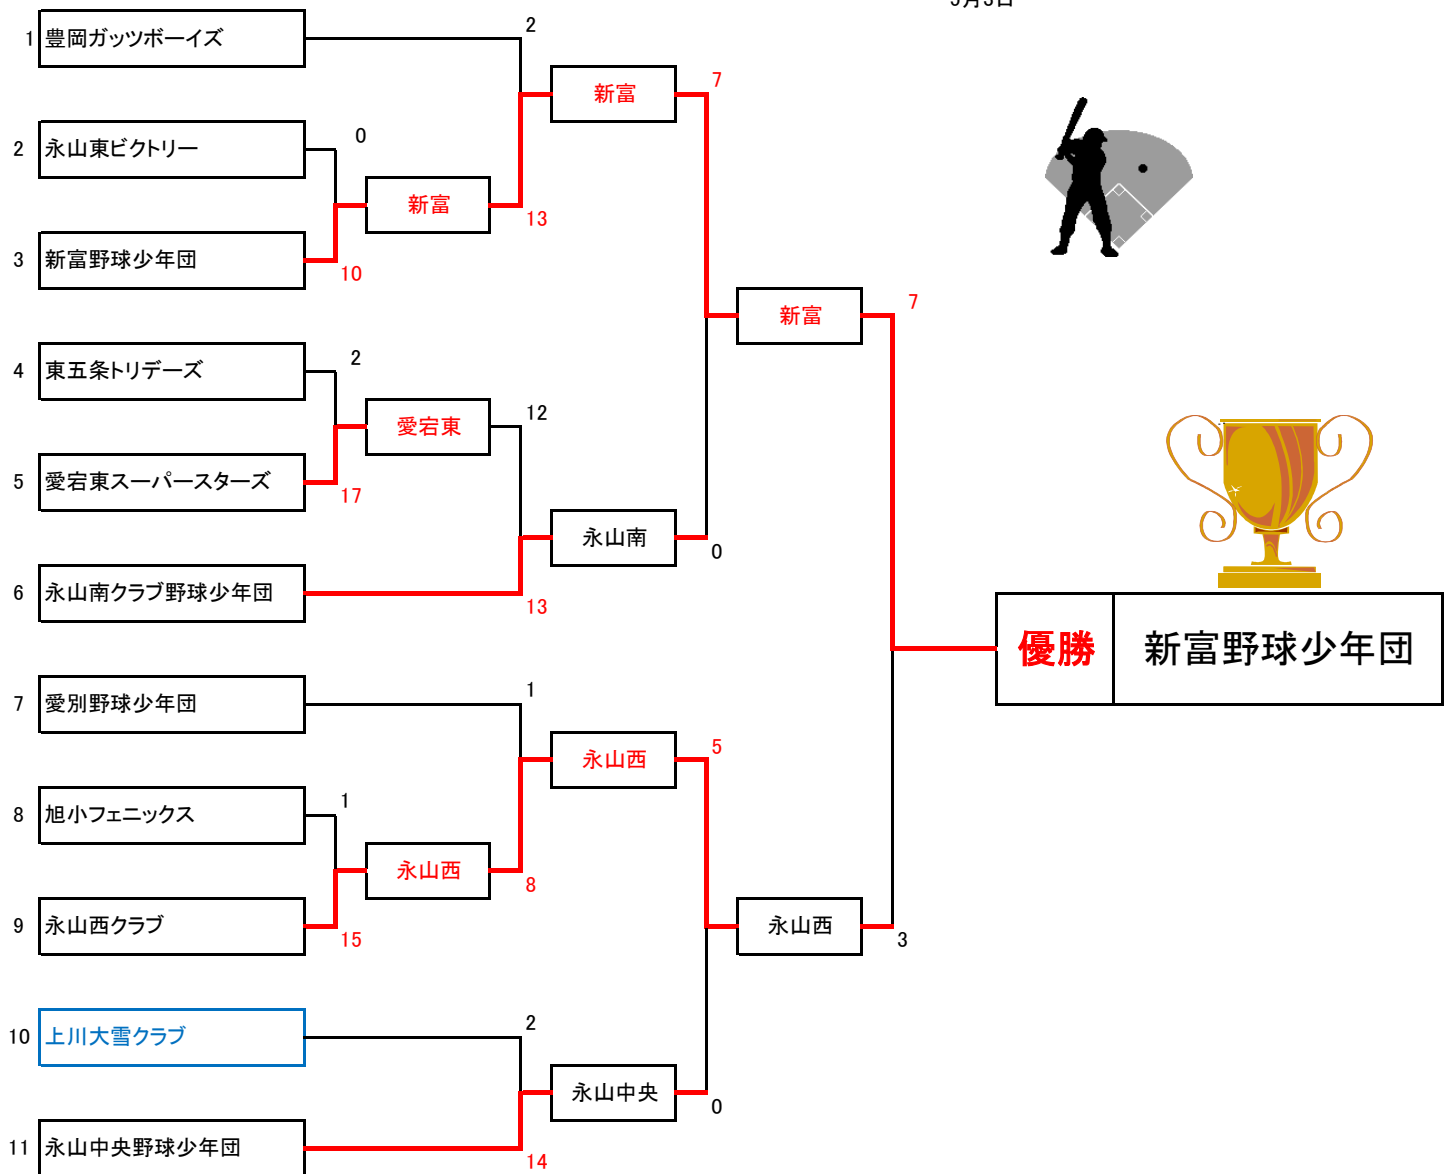 5月5日
1 豊岡ガッツボーイズ 2
新富 7
2 永山東ビクトリー 0
新富 13
3 新富野球少年団 10
新富 7
4 東五条トリデーズ 2
愛宕東 12
5 愛宕東スーパースターズ 17
永山南 0
6 永山南クラブ野球少年団 13
優勝 新富野球少年団
7 愛別野球少年団 1
永山西 5
8 旭小フェニックス 1
永山西 8
9 永山西クラブ 15
永山西 3
10 上川大雪クラブ 2
永山中央 0
11 永山中央野球少年団 14